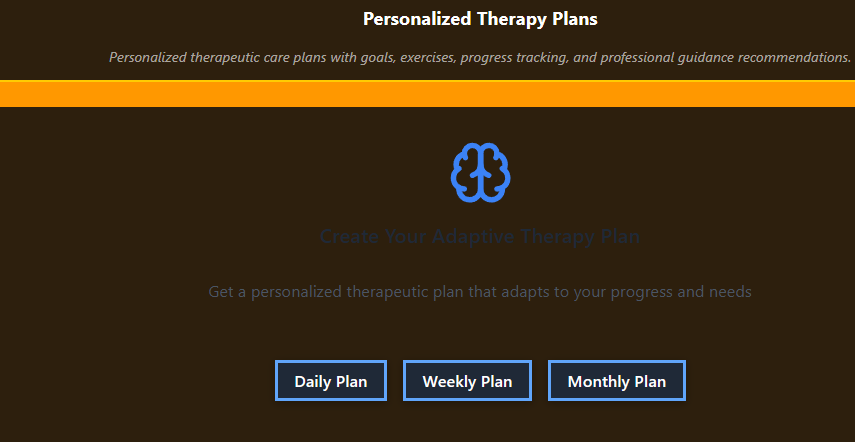 Personalized Therapy Plans
Personalized therapeutic care plans with goals, exercises, progress tracking, and professional guidance recommendations.
Create Your Adaptive Therapy Plan
Get a personalized therapeutic plan that adapts to your progress and needs
Daily Plan
Weekly Plan
Monthly Plan